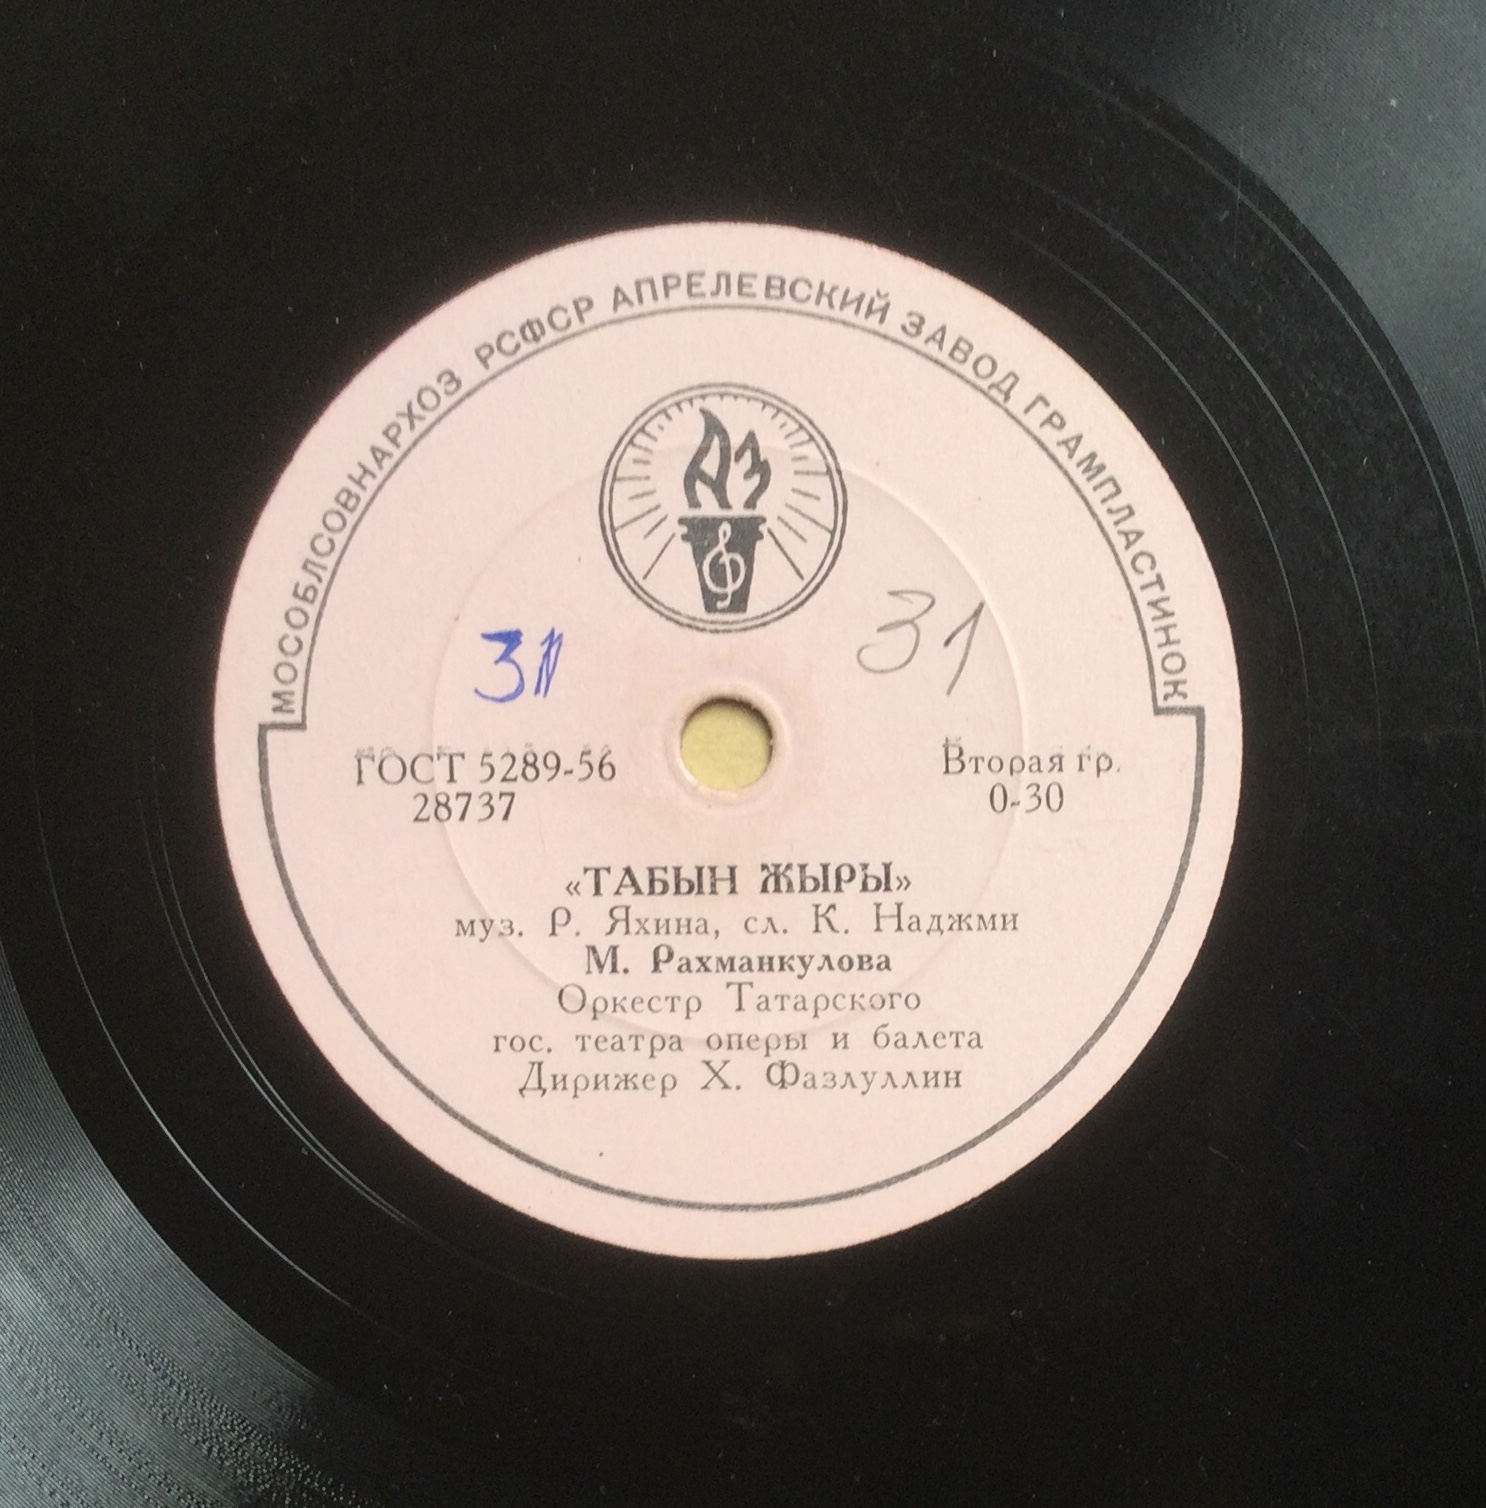 МОСОБЛСОВНАРХОЗ РСФСР АПРЕЛЕВСКИЙ ЗАВОД ГРАМПЛАСТИНОК
АЗ
31
31
ГОСТ 5289-56
28737
Вторая гр.
0-30
«ТАБЫН ЖЫРЫ»
муз. Р. Яхина, сл. К. Наджми
М. Рахманкулова
Оркестр Татарского
гос. театра оперы и балета
Дирижер Х. Фазлуллин